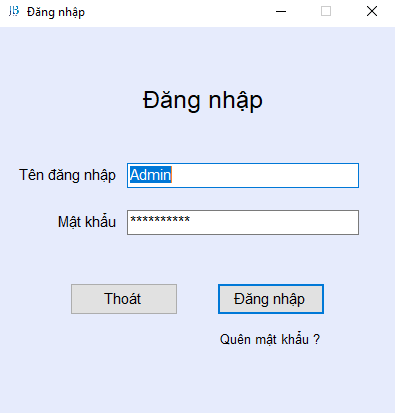 Đăng nhập
Đăng nhập
Tên đăng nhập Admin
Mật khẩu **********
Thoát Đăng nhập
Quên mật khẩu ?